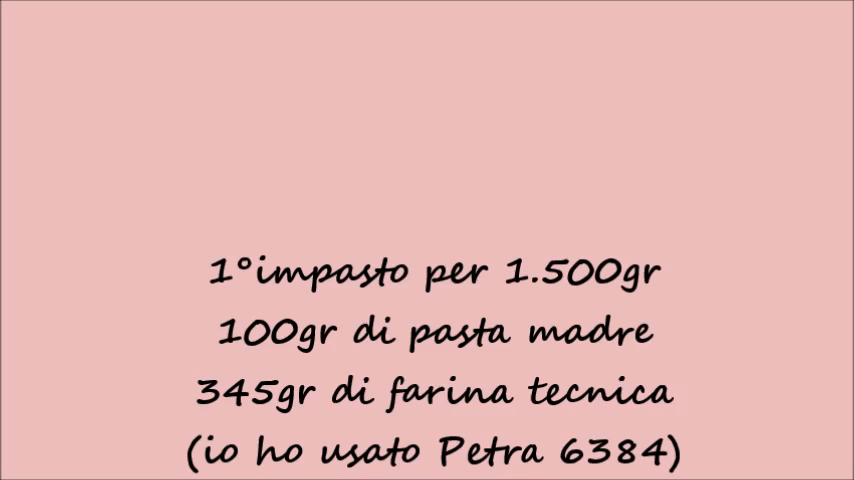 1°impasto per 1.500gr
100gr di pasta madre
345gr di farina tecnica
(io ho usato Petra 6384)